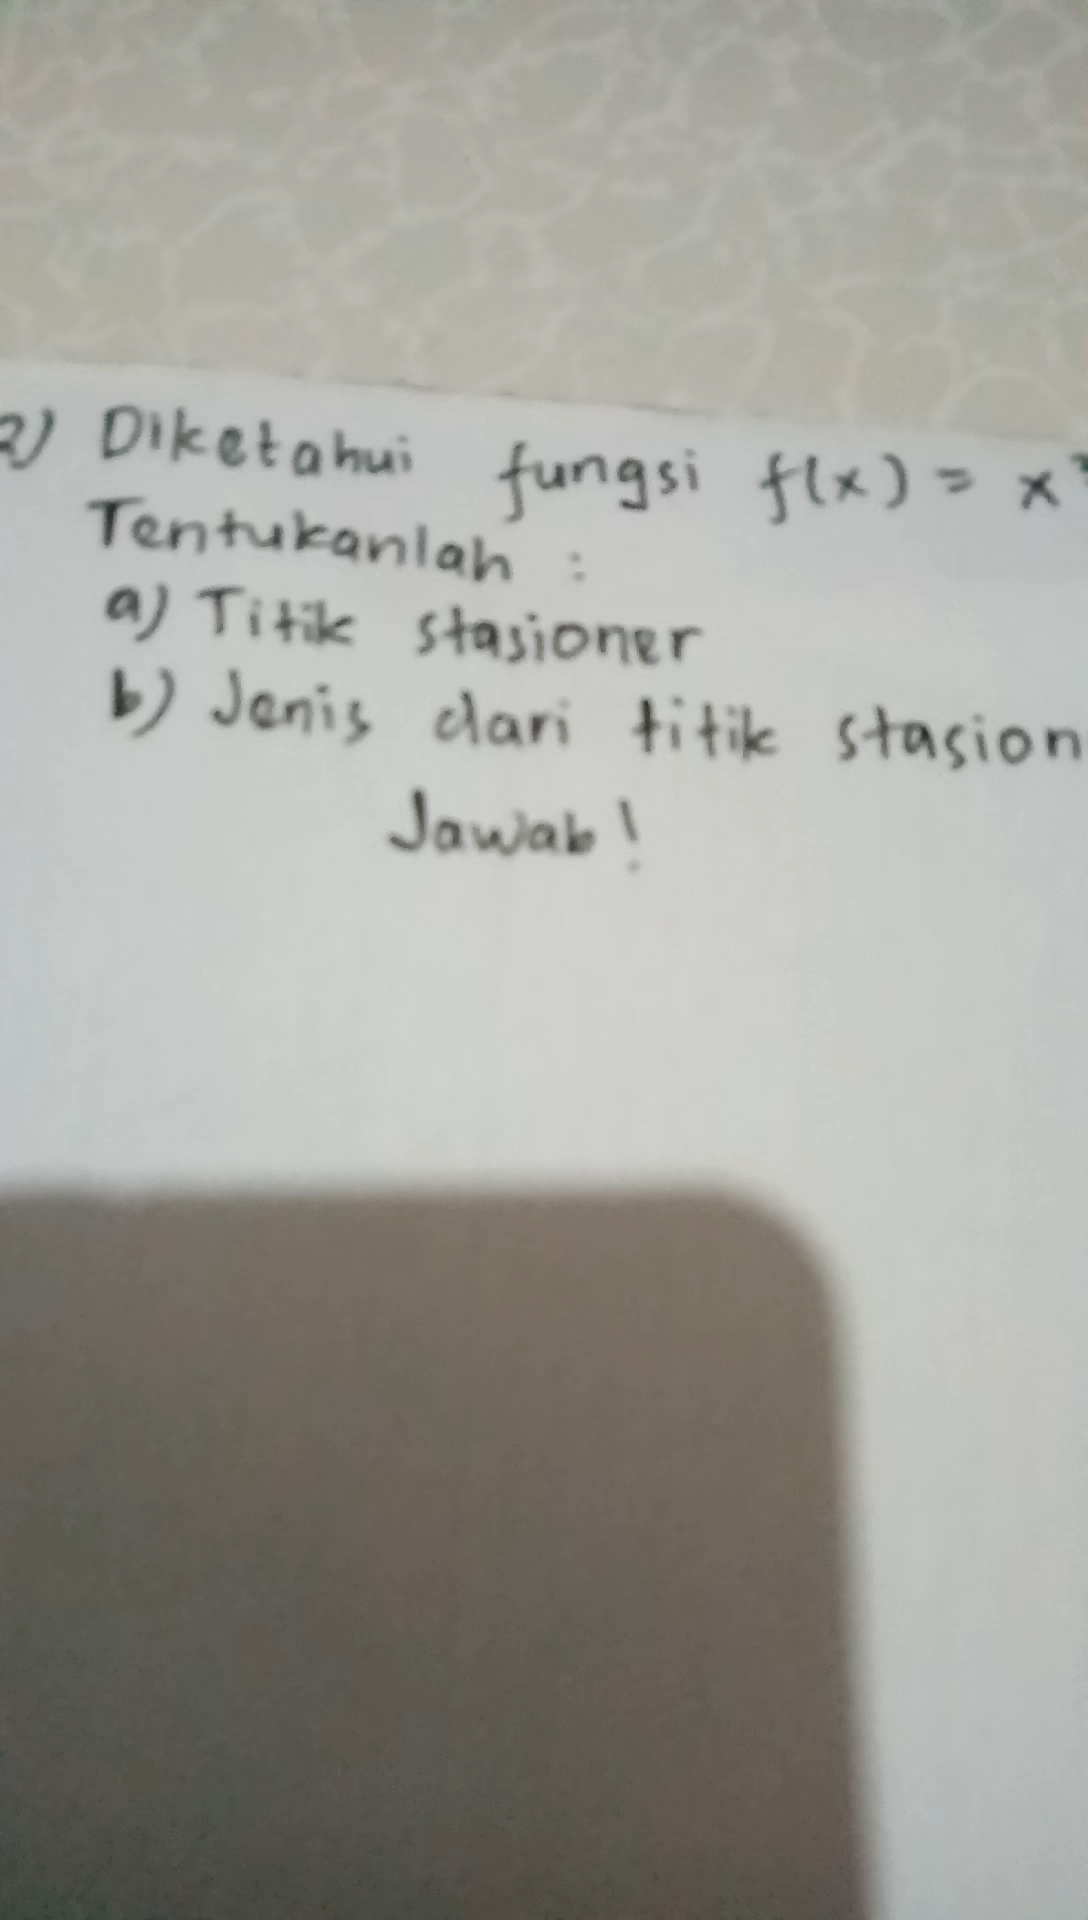 2) Diketahui fungsi f(x) = x
Tentukanlah :
a) Titik stasioner
b) Jenis dari titik stasion
Jawab !